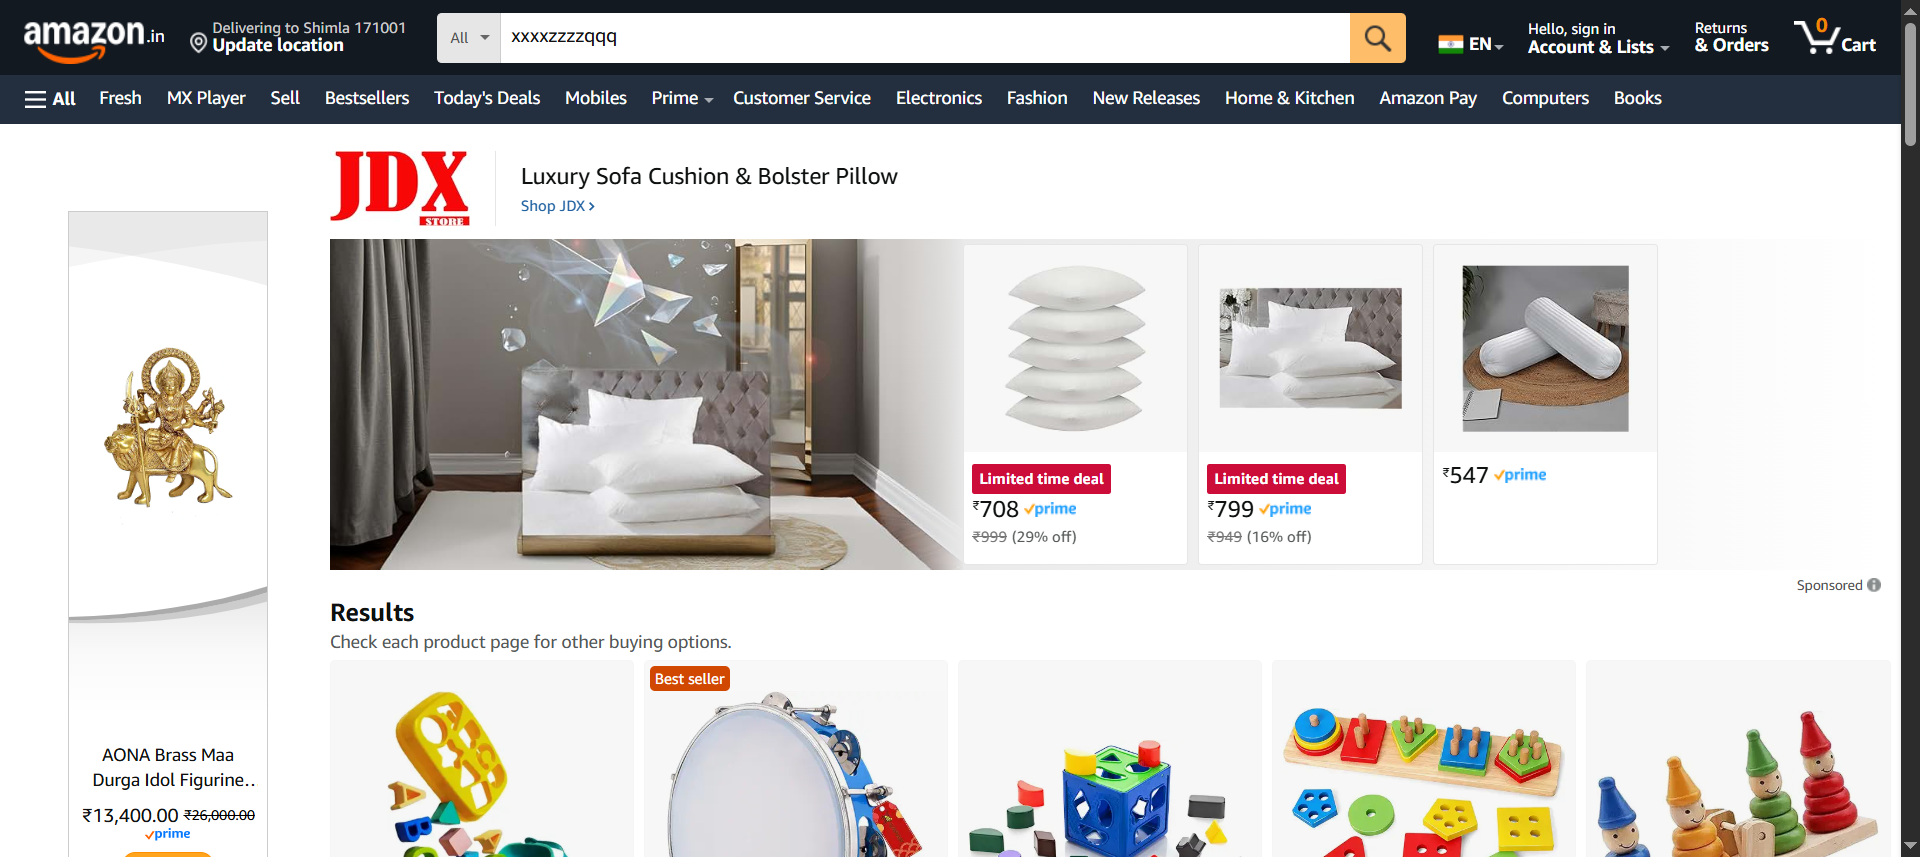 amazon.in
Delivering to Shimla 171001
Update location
All
xxxxzzzzqqq
EN
Hello, sign in
Account & Lists
Returns
& Orders
0
Cart
All Fresh MX Player Sell Bestsellers Today's Deals Mobiles Prime Customer Service Electronics Fashion New Releases Home & Kitchen Amazon Pay Computers Books
JDX
STORE
Luxury Sofa Cushion & Bolster Pillow
Shop JDX ›
Limited time deal
₹708 prime
₹999 (29% off)
Limited time deal
₹799 prime
₹949 (16% off)
₹547 prime
Sponsored
AONA Brass Maa
Durga Idol Figurine..
₹13,400.00 ₹26,000.00
prime
Results
Check each product page for other buying options.
Best seller